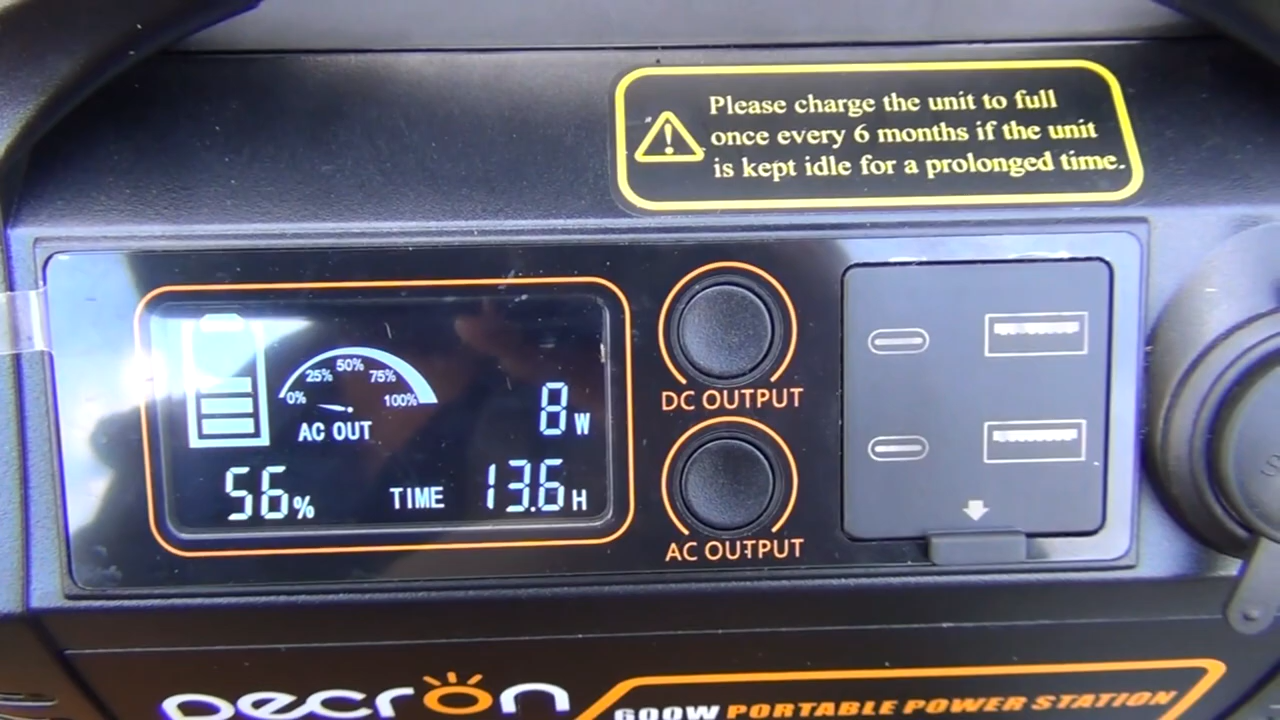 Please charge the unit to full
once every 6 months if the unit
is kept idle for a prolonged time.
0% 25% 50% 75% 100%
AC OUT
8W
56%
TIME 13.6H
DC OUTPUT
AC OUTPUT
pecron
600W PORTABLE POWER STATION